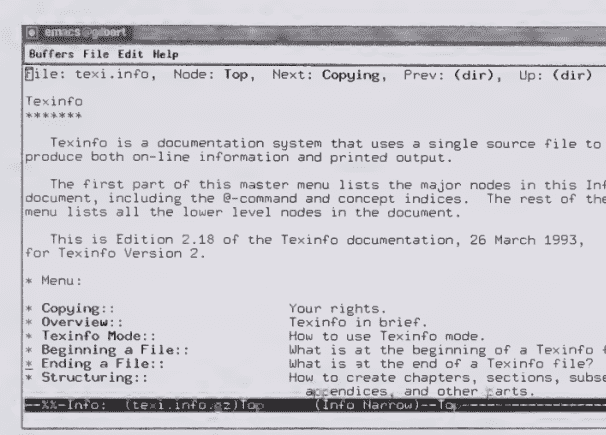 emacs@gilbert
Buffers File Edit Help
File: texi.info, Node: Top, Next: Copying, Prev: (dir), Up: (dir)
Texinfo
*******
Texinfo is a documentation system that uses a single source file to
produce both on-line information and printed output.
The first part of this master menu lists the major nodes in this Inf
document, including the @-command and concept indices. The rest of the
menu lists all the lower level nodes in the document.
This is Edition 2.18 of the Texinfo documentation, 26 March 1993,
for Texinfo Version 2.
* Menu:
* Copying:: Your rights.
* Overview:: Texinfo in brief.
* Texinfo Mode:: How to use Texinfo mode.
* Beginning a File:: What is at the beginning of a Texinfo f
* Ending a File:: What is at the end of a Texinfo file?
* Structuring:: How to create chapters, sections, subse
appendices, and other parts.
--%%-Info: (texi.info.gz)Top (Info Narrow)--Top